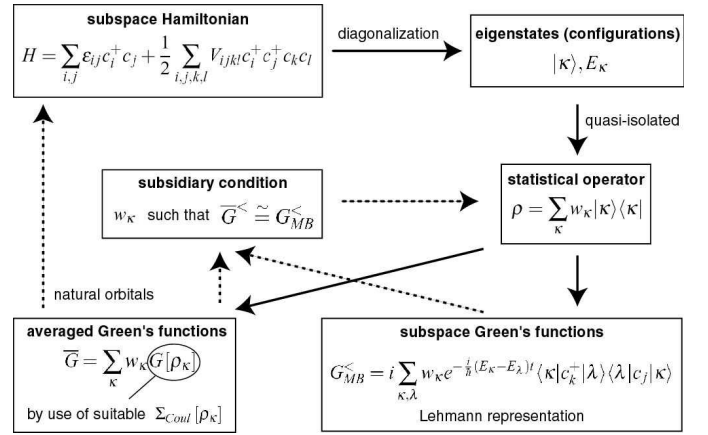 subspace Hamiltonian
H = ∑_{i,j} ε_{ij} c_i^+ c_j + 1/2 ∑_{i,j,k,l} V_{ijkl} c_i^+ c_j^+ c_k c_l
diagonalization
eigenstates (configurations)
|κ⟩, E_κ
quasi-isolated
subsidiary condition
w_κ such that \overline{G}^< ≅ G_{MB}^<
statistical operator
ρ = ∑_κ w_κ |κ⟩⟨κ|
natural orbitals
averaged Green's functions
\overline{G} = ∑_κ w_κ G[ρ_κ]
by use of suitable Σ_{Coul}[ρ_κ]
subspace Green's functions
G_{MB}^< = i ∑_{κ,λ} w_κ e^{-\frac{i}{ħ}(E_κ−E_λ)t} ⟨κ|c_k^+|λ⟩⟨λ|c_j|κ⟩
Lehmann representation